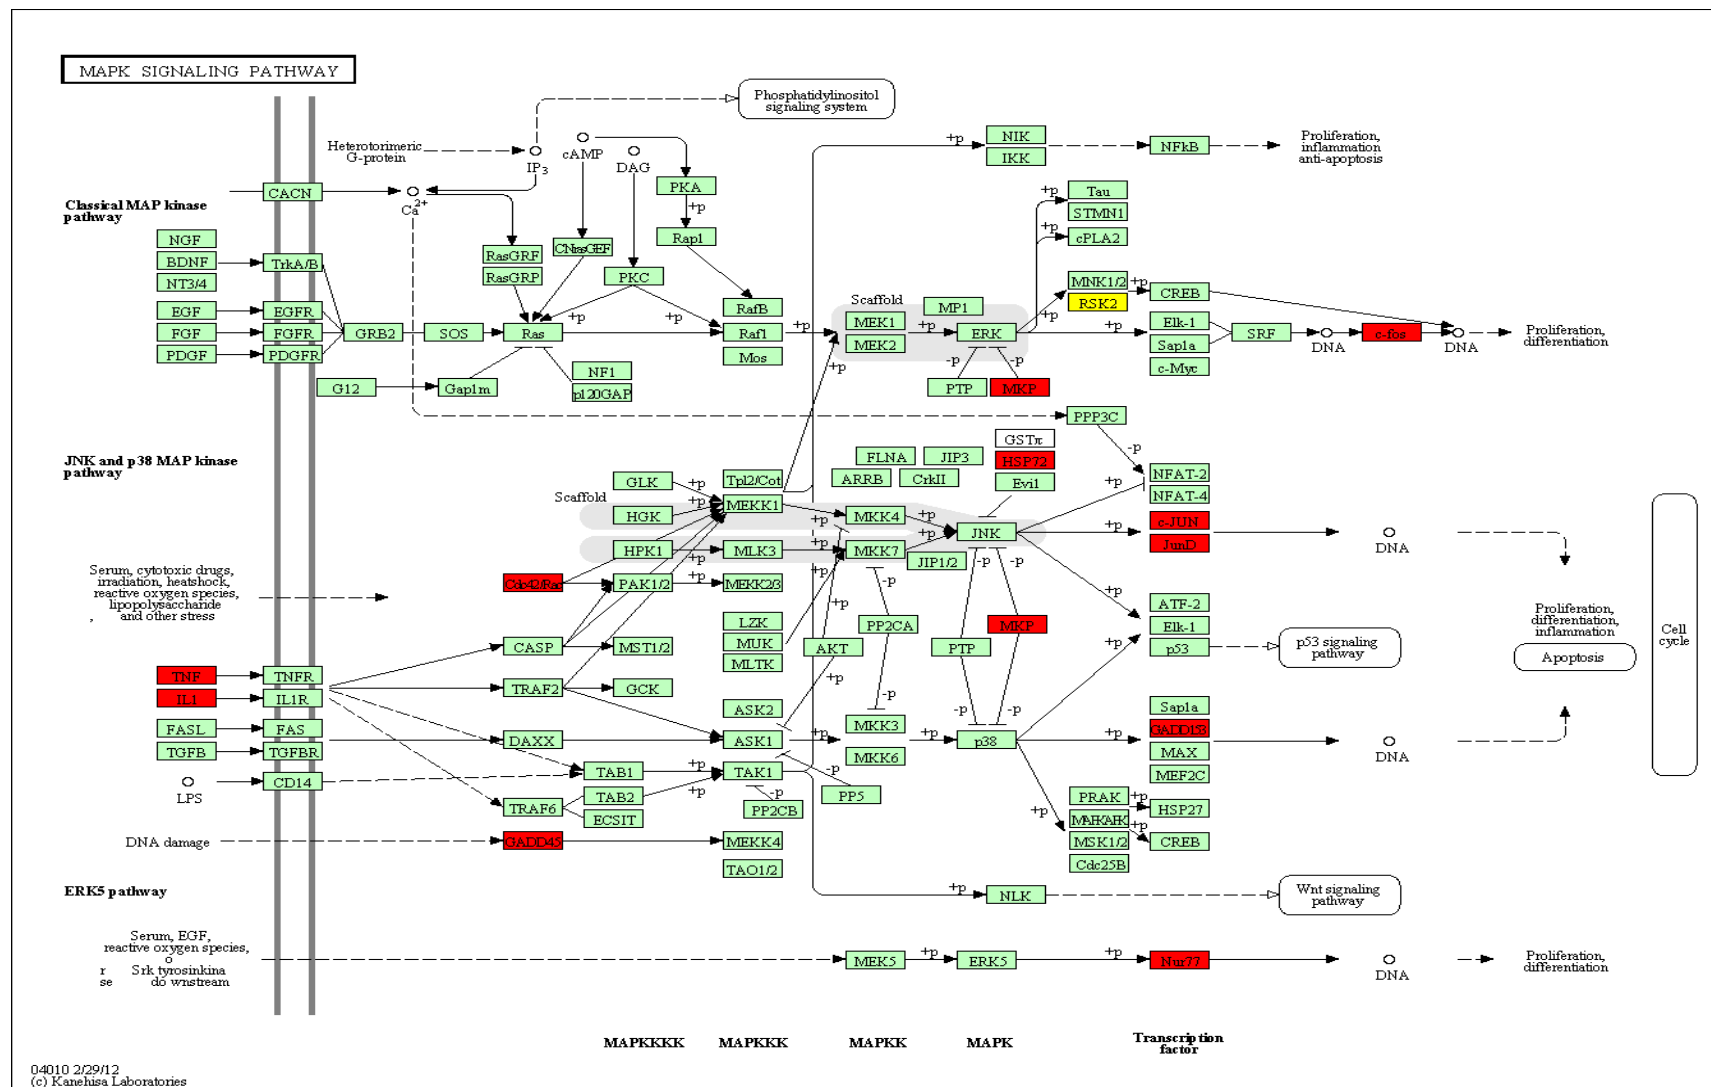 MAPK SIGNALING PATHWAY
Phosphatidylinositol
signaling system
Heterotorimeric
G-protein
IP3
cAMP
DAG
+p
NIK
IKK
NFkB
Proliferation,
inflammation
anti-apoptosis
CACN
Ca2+
PKA
+p
Rap1
+p
Tau
STMN1
cPLA2
Classical MAP kinase
pathway
NGF
BDNF
NT3/4
TrkA/B
RasGRF
RasGRP
CNrasGEF
PKC
EGF
EGFR
FGF
FGFR
PDGF
PDGFR
GRB2
SOS
Ras
+p
RafB
Raf1
Mos
+p
Scaffold
MP1
MEK1
MEK2
+p
ERK
+p
+p
MNK1/2
RSK2
+p
CREB
+p
Elk-1
Sap1a
c-Myc
SRF
DNA
c-fos
DNA
Proliferation,
differentiation
G12
Gap1m
NF1
p120GAP
+p
-p
-p
PTP
MKP
PPP3C
-p
JNK and p38 MAP kinase
pathway
GSTπ
HSP72
Evi1
FLNA
JIP3
ARRB
CrkII
NFAT-2
NFAT-4
GLK
+p
+p
Tpl2/Cot
MEKK1
Scaffold
HGK
+p
MKK4
+p
JNK
+p
+p
c-JUN
JunD
DNA
HPK1
+p
MLK3
+p
MKK7
+p
JIP1/2
Serum, cytotoxic drugs,
irradiation, heatshock,
reactive oxygen species,
lipopolysaccharide
, and other stress
Cdc42/Rac
+p
PAK1/2
+p
MEKK2/3
+p
-p
-p
-p
-p
+p
LZK
MUK
MLTK
PP2CA
AKT
PTP
MKP
ATF-2
Elk-1
p53
p53 signaling
pathway
Proliferation,
differentiation,
inflammation
Apoptosis
Cell
cycle
CASP
MST1/2
TNF
TNFR
IL1
IL1R
TRAF2
GCK
+p
+p
-p
-p
-p
FASL
FAS
TGFB
TGFBR
DAXX
ASK2
ASK1
+p
MKK3
MKK6
+p
p38
+p
Sap1a
GADD153
MAX
MEF2C
DNA
LPS
CD14
TAB1
+p
TAK1
-p
TRAF6
TAB2
ECSIT
+p
-p
PP2CB
PP5
+p
PRAK
+p
HSP27
MAPKAPK
+p
MSK1/2
CREB
Cdc25B
DNA damage
GADD45
MEKK4
TAO1/2
ERK5 pathway
+p
NLK
Wnt signaling
pathway
Serum, EGF,
reactive oxygen species,
o
r Srk tyrosinkina
se do wnstream
MEK5
+p
ERK5
+p
Nur77
DNA
Proliferation,
differentiation
MAPKKKK
MAPKKK
MAPKK
MAPK
Transcription
factor
04010 2/29/12
(c) Kanehisa Laboratories